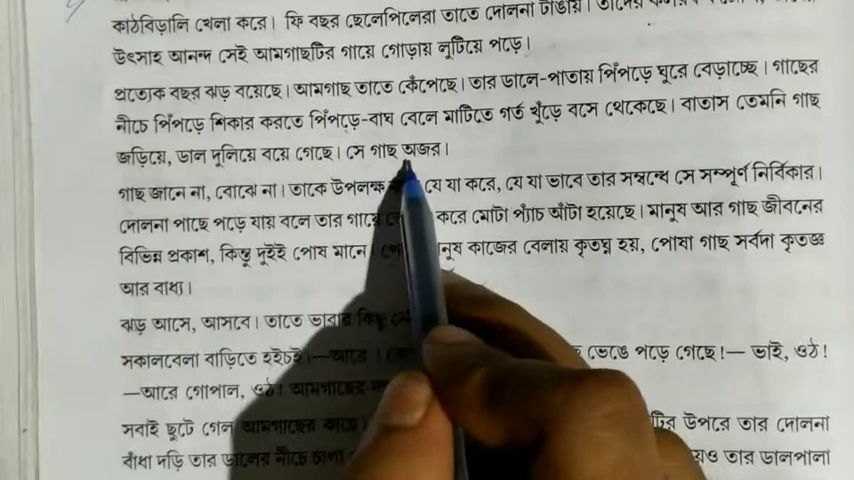 কাঠবিড়ালি খেলা করে। ফি বছর ছেলেপিলেরা তাতে দোলনা টাঙায়।
উৎসাহ আনন্দ সেই আমগাছটির গায়ে গোড়ায় লুটিয়ে পড়ে।
প্রত্যেক বছর ঝড় বয়েছে। আমগাছ তাতে কেঁপেছে। তার ডালে-পাতায় পিঁপড়ে ঘুরে বেড়াচ্ছে। গাছের
নীচে পিঁপড়ে শিকার করতে পিঁপড়ে-বাঘ বেলে মাটিতে গর্ত খুঁড়ে বসে থেকেছে। বাতাস তেমনি গাছ
জড়িয়ে, ডাল দুলিয়ে বয়ে গেছে। সে গাছ অজর।
গাছ জানে না, বোঝে না। তাকে উপলক্ষ যে যা করে, যে যা ভাবে তার সম্বন্ধে সে সম্পূর্ণ নির্বিকার।
দোলনা পাছে পড়ে যায় বলে তার গায়ে করে মোটা প্যাঁচ আঁটা হয়েছে। মানুষ আর গাছ জীবনের
বিভিন্ন প্রকাশ, কিন্তু দুইই পোষ মানে। মানুষ কাজের বেলায় কৃতঘ্ন হয়, পোষা গাছ সর্বদা কৃতজ্ঞ
আর বাধ্য।
ঝড় আসে, আসবে। তাতে ভাবার কিছু
সকালবেলা বাড়িতে হইচই।—আরে। ভেঙে পড়ে গেছে!— ভাই, ওঠ!
—আরে গোপাল, ওঠ! আমগাছের
সবাই ছুটে গেল আমগাছের কাছে। উপরে তার দোলনা
বাঁধা দড়ি তার ডালের নীচে চাপা তার ডালপালা